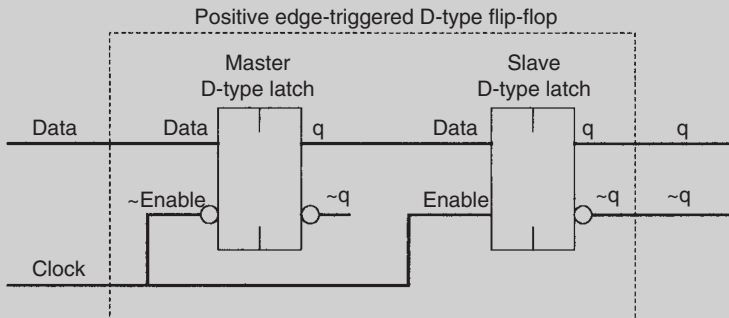 Positive edge-triggered D-type flip-flop
Master
D-type latch
Slave
D-type latch
Data
Data
q
Data
q
q
~Enable
~q
Enable
~q
~q
Clock